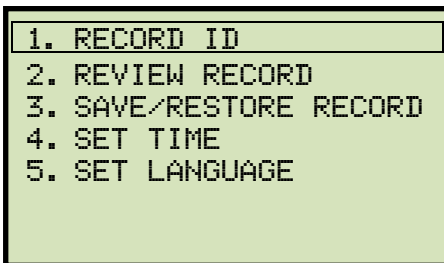 1. RECORD ID
2. REVIEW RECORD
3. SAVE/RESTORE RECORD
4. SET TIME
5. SET LANGUAGE